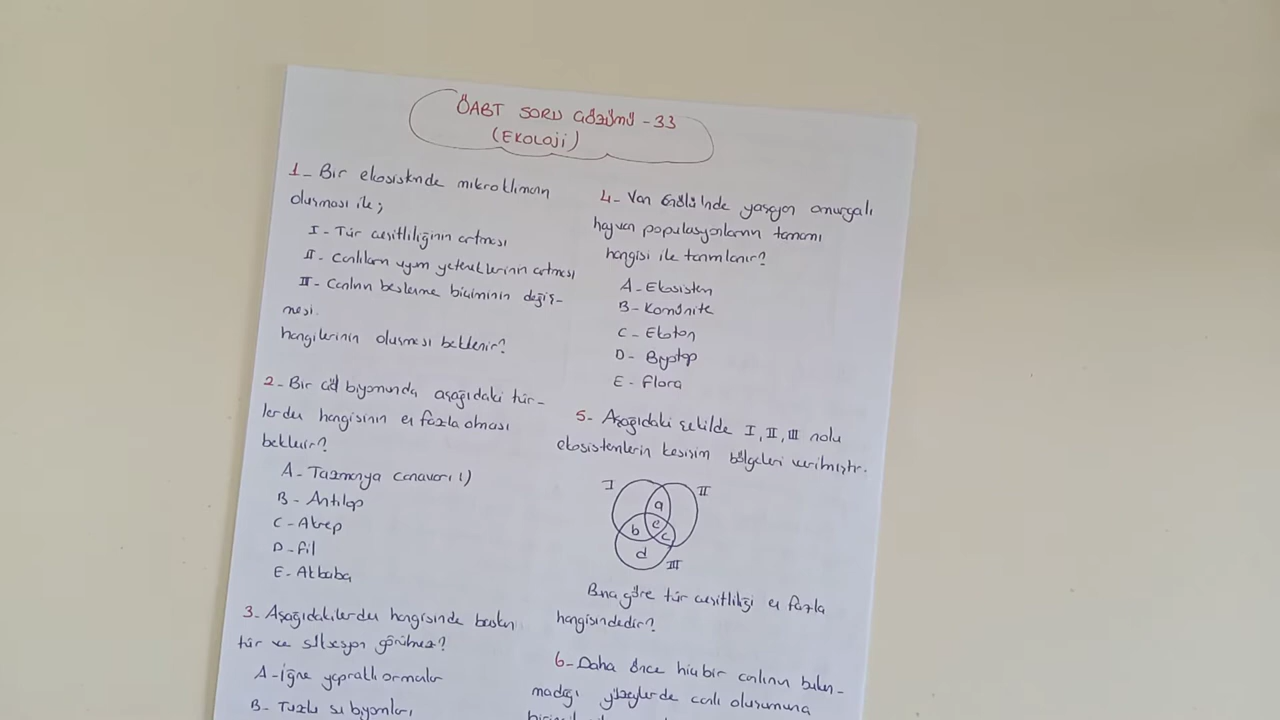 ÖABT SORU ÇÖZÜMÜ - 33
(EKOLOJİ)
1- Bir ekosistemde mikroklimanın
oluşması ile;
I- Tür çeşitliliğinin artması
II- Canlıların uyum yeteneklerinin artması
III- Canlının beslenme biçiminin değiş-
mesi.
hangilerinin oluşması beklenir?
2- Bir çöl biyomunda aşağıdaki tür-
lerden hangisinin en fazla olması
beklenir?
A- Tazmanya canavarı :)
B- Antilop
C- Akrep
D- Fil
E- Akbaba
3- Aşağıdakilerden hangisinde baskın
tür ve süksesyon görülmez?
A- İğne yapraklı ormanlar
B- Tuzlu su biyomları
4- Van Gölü'nde yaşayan omurgalı
hayvan populasyonlarının tamamı
hangisi ile tanımlanır?
A- Ekosistem
B- Komünite
C- Ekoton
D- Biyotop
E- Flora
5- Aşağıdaki şekilde I, II, III nolu
ekosistemlerin kesişim bölgeleri verilmiştir.
I
II
a
b
e
c
d
III
Buna göre tür çeşitliliği en fazla
hangisindedir?
6- Daha önce hiçbir canlının bulun-
madığı yüzeylerde canlı oluşumuna